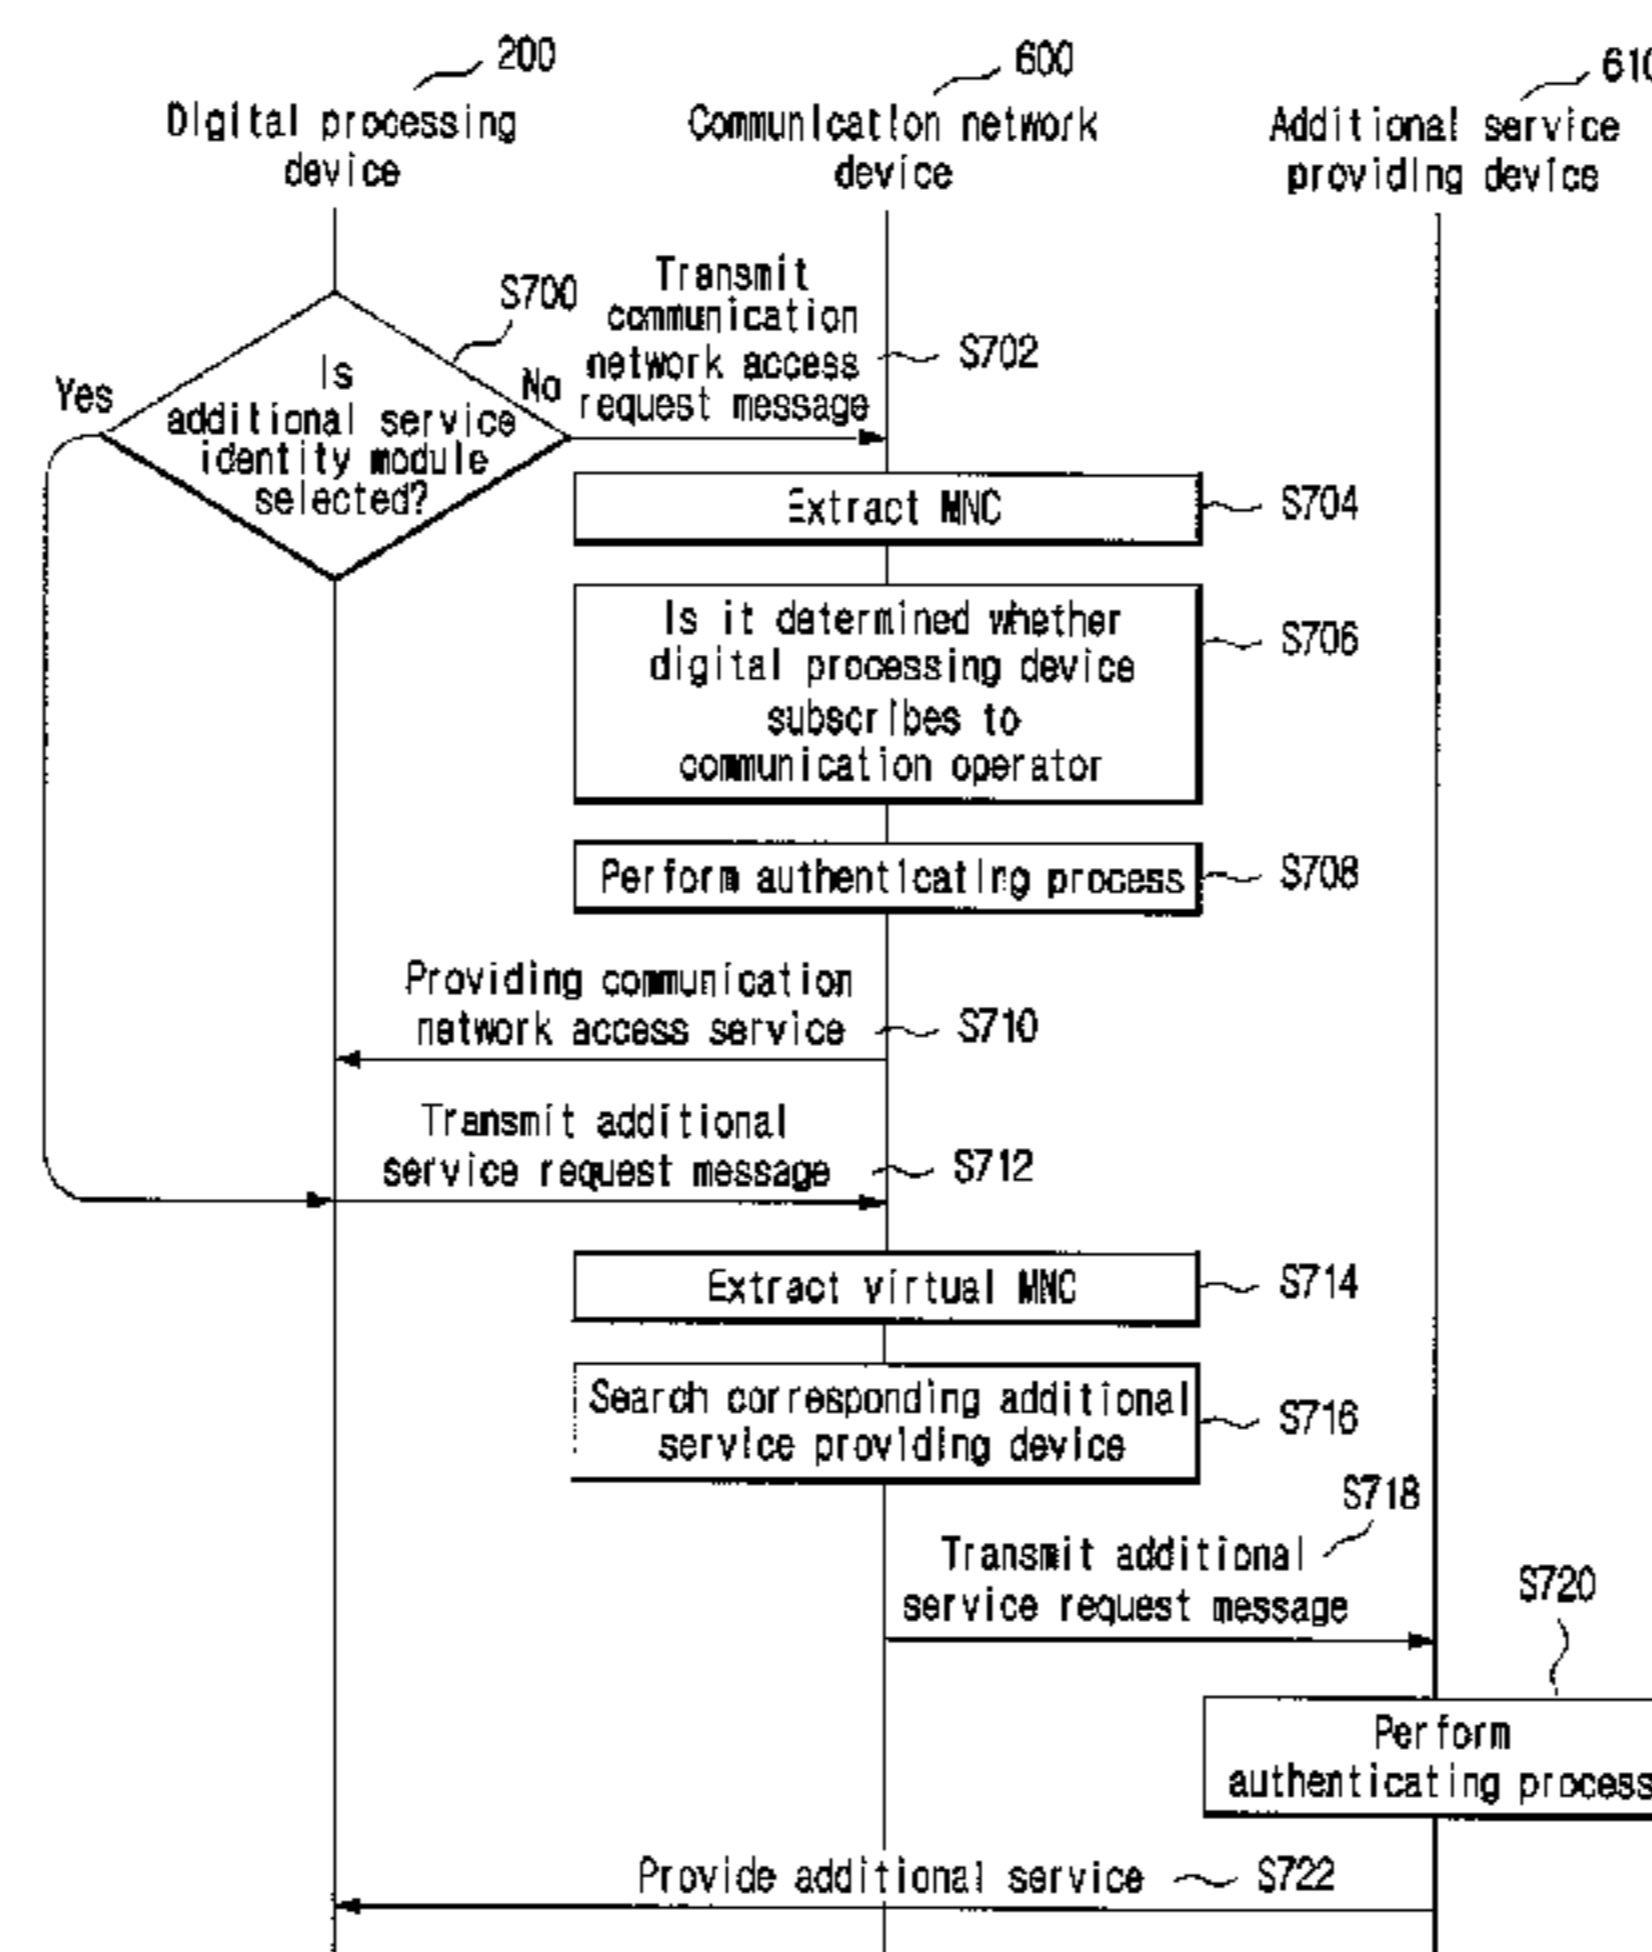 200
Digital processing
device
600
Communication network
device
610
Additional service
providing device
S700
Is
additional service
identity module
selected?
Yes
No
Transmit
communication
network access
request message
S702
Extract MNC
S704
Is it determined whether
digital processing device
subscribes to
communication operator
S706
Perform authenticating process
S708
Providing communication
network access service
S710
Transmit additional
service request message
S712
Extract virtual MNC
S714
Search corresponding additional
service providing device
S716
S718
Transmit additional
service request message
S720
Perform
authenticating process
Provide additional service
S722